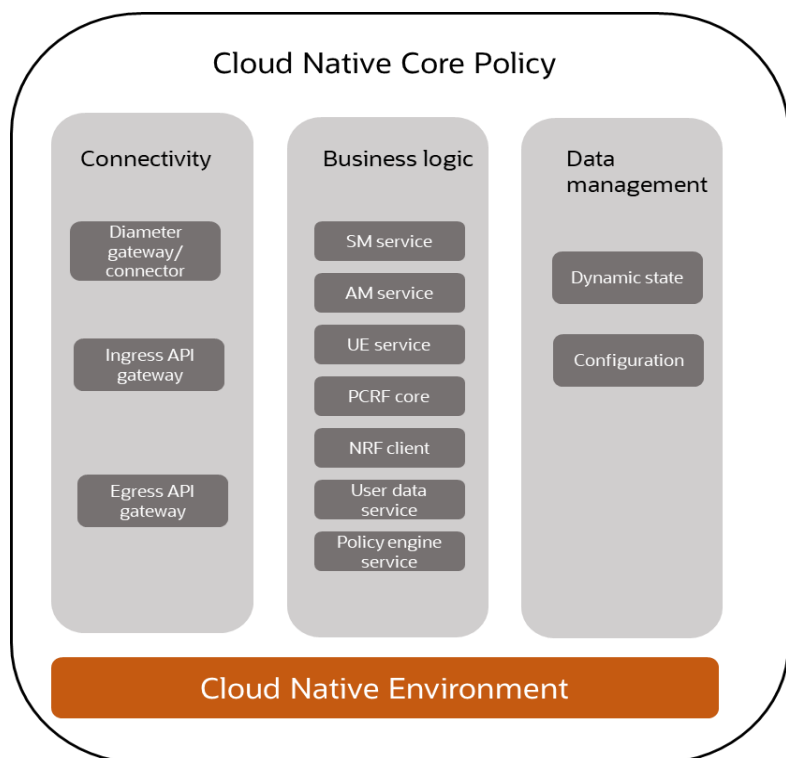 Cloud Native Core Policy
Connectivity
Diameter
gateway/
connector
Ingress API
gateway
Egress API
gateway
Business logic
SM service
AM service
UE service
PCRF core
NRF client
User data
service
Policy engine
service
Data
management
Dynamic state
Configuration
Cloud Native Environment